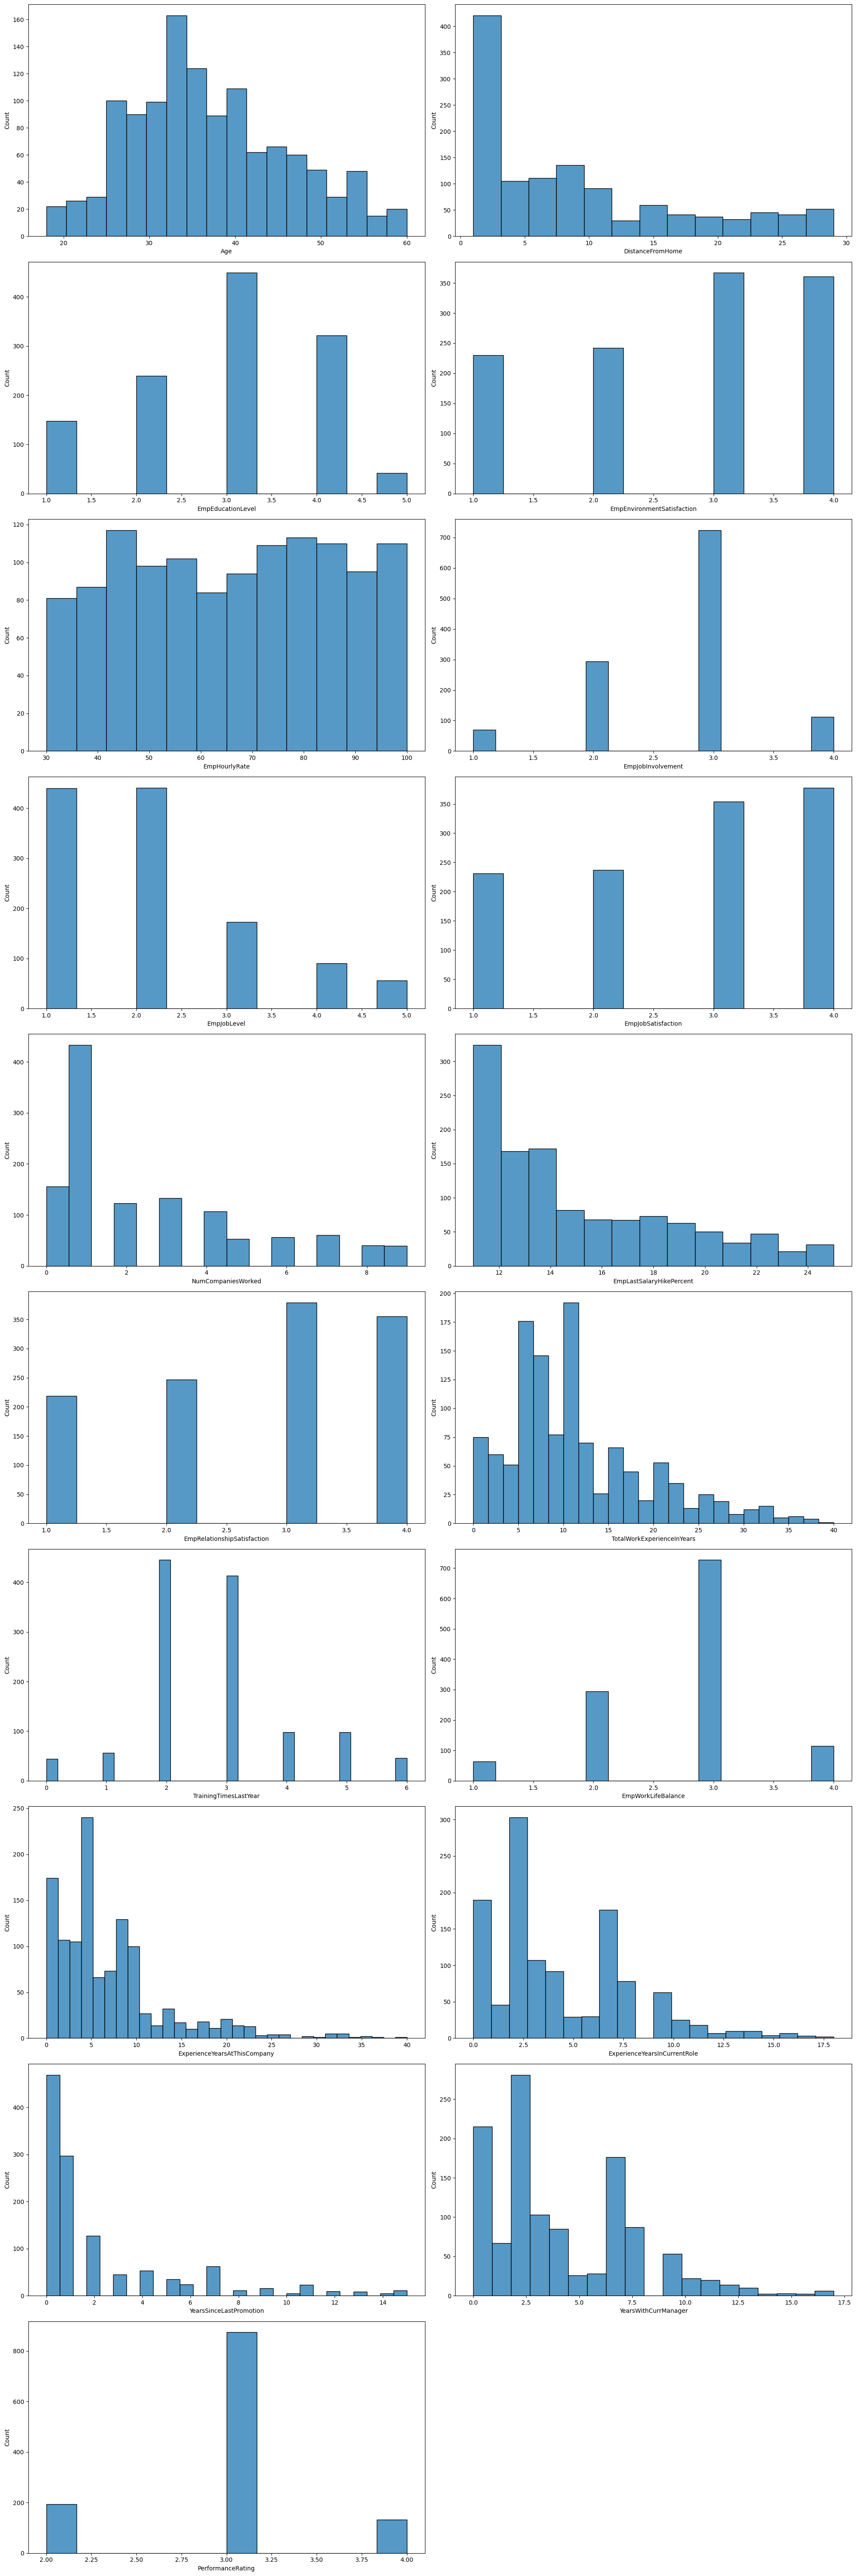 160
140
120
100
80
60
40
20
0
Count
20 30 40 50 60
Age
400
350
300
250
200
150
100
50
0
Count
0 5 10 15 20 25 30
DistanceFromHome
400
300
200
100
0
Count
1.0 1.5 2.0 2.5 3.0 3.5 4.0 4.5 5.0
EmpEducationLevel
350
300
250
200
150
100
50
0
Count
1.0 1.5 2.0 2.5 3.0 3.5 4.0
EmpEnvironmentSatisfaction
120
100
80
60
40
20
0
Count
30 40 50 60 70 80 90 100
EmpHourlyRate
700
600
500
400
300
200
100
0
Count
1.0 1.5 2.0 2.5 3.0 3.5 4.0
EmpJobInvolvement
400
300
200
100
0
Count
1.0 1.5 2.0 2.5 3.0 3.5 4.0 4.5 5.0
EmpJobLevel
350
300
250
200
150
100
50
0
Count
1.0 1.5 2.0 2.5 3.0 3.5 4.0
EmpJobSatisfaction
400
300
200
100
0
Count
0 2 4 6 8
NumCompaniesWorked
300
250
200
150
100
50
0
Count
12 14 16 18 20 22 24
EmpLastSalaryHikePercent
350
300
250
200
150
100
50
0
Count
1.0 1.5 2.0 2.5 3.0 3.5 4.0
EmpRelationshipSatisfaction
200
175
150
125
100
75
50
25
0
Count
0 5 10 15 20 25 30 35 40
TotalWorkExperienceInYears
400
300
200
100
0
Count
0 1 2 3 4 5 6
TrainingTimesLastYear
700
600
500
400
300
200
100
0
Count
1.0 1.5 2.0 2.5 3.0 3.5 4.0
EmpWorkLifeBalance
250
200
150
100
50
0
Count
0 5 10 15 20 25 30 35 40
ExperienceYearsAtThisCompany
300
250
200
150
100
50
0
Count
0.0 2.5 5.0 7.5 10.0 12.5 15.0 17.5
ExperienceYearsInCurrentRole
400
300
200
100
0
Count
0 2 4 6 8 10 12 14
YearsSinceLastPromotion
250
200
150
100
50
0
Count
0.0 2.5 5.0 7.5 10.0 12.5 15.0 17.5
YearsWithCurrManager
800
600
400
200
0
Count
2.00 2.25 2.50 2.75 3.00 3.25 3.50 3.75 4.00
PerformanceRating